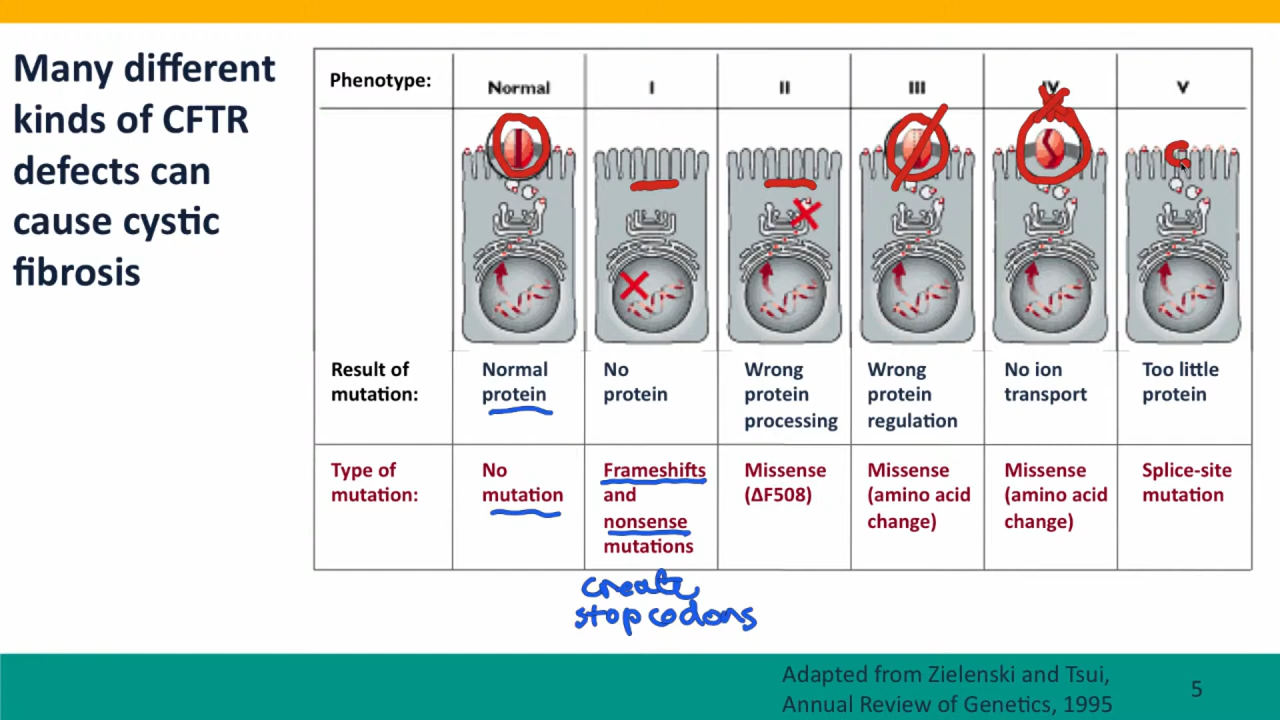 Many different
kinds of CFTR
defects can
cause cystic
fibrosis
Phenotype:
Normal
I
II
III
IV
V
Result of
mutation:
Normal
protein
No
protein
Wrong
protein
processing
Wrong
protein
regulation
No ion
transport
Too little
protein
Type of
mutation:
No
mutation
Frameshifts
and
nonsense
mutations
Missense
(ΔF508)
Missense
(amino acid
change)
Missense
(amino acid
change)
Splice-site
mutation
create
stop codons
Adapted from Zielenski and Tsui,
Annual Review of Genetics, 1995
5